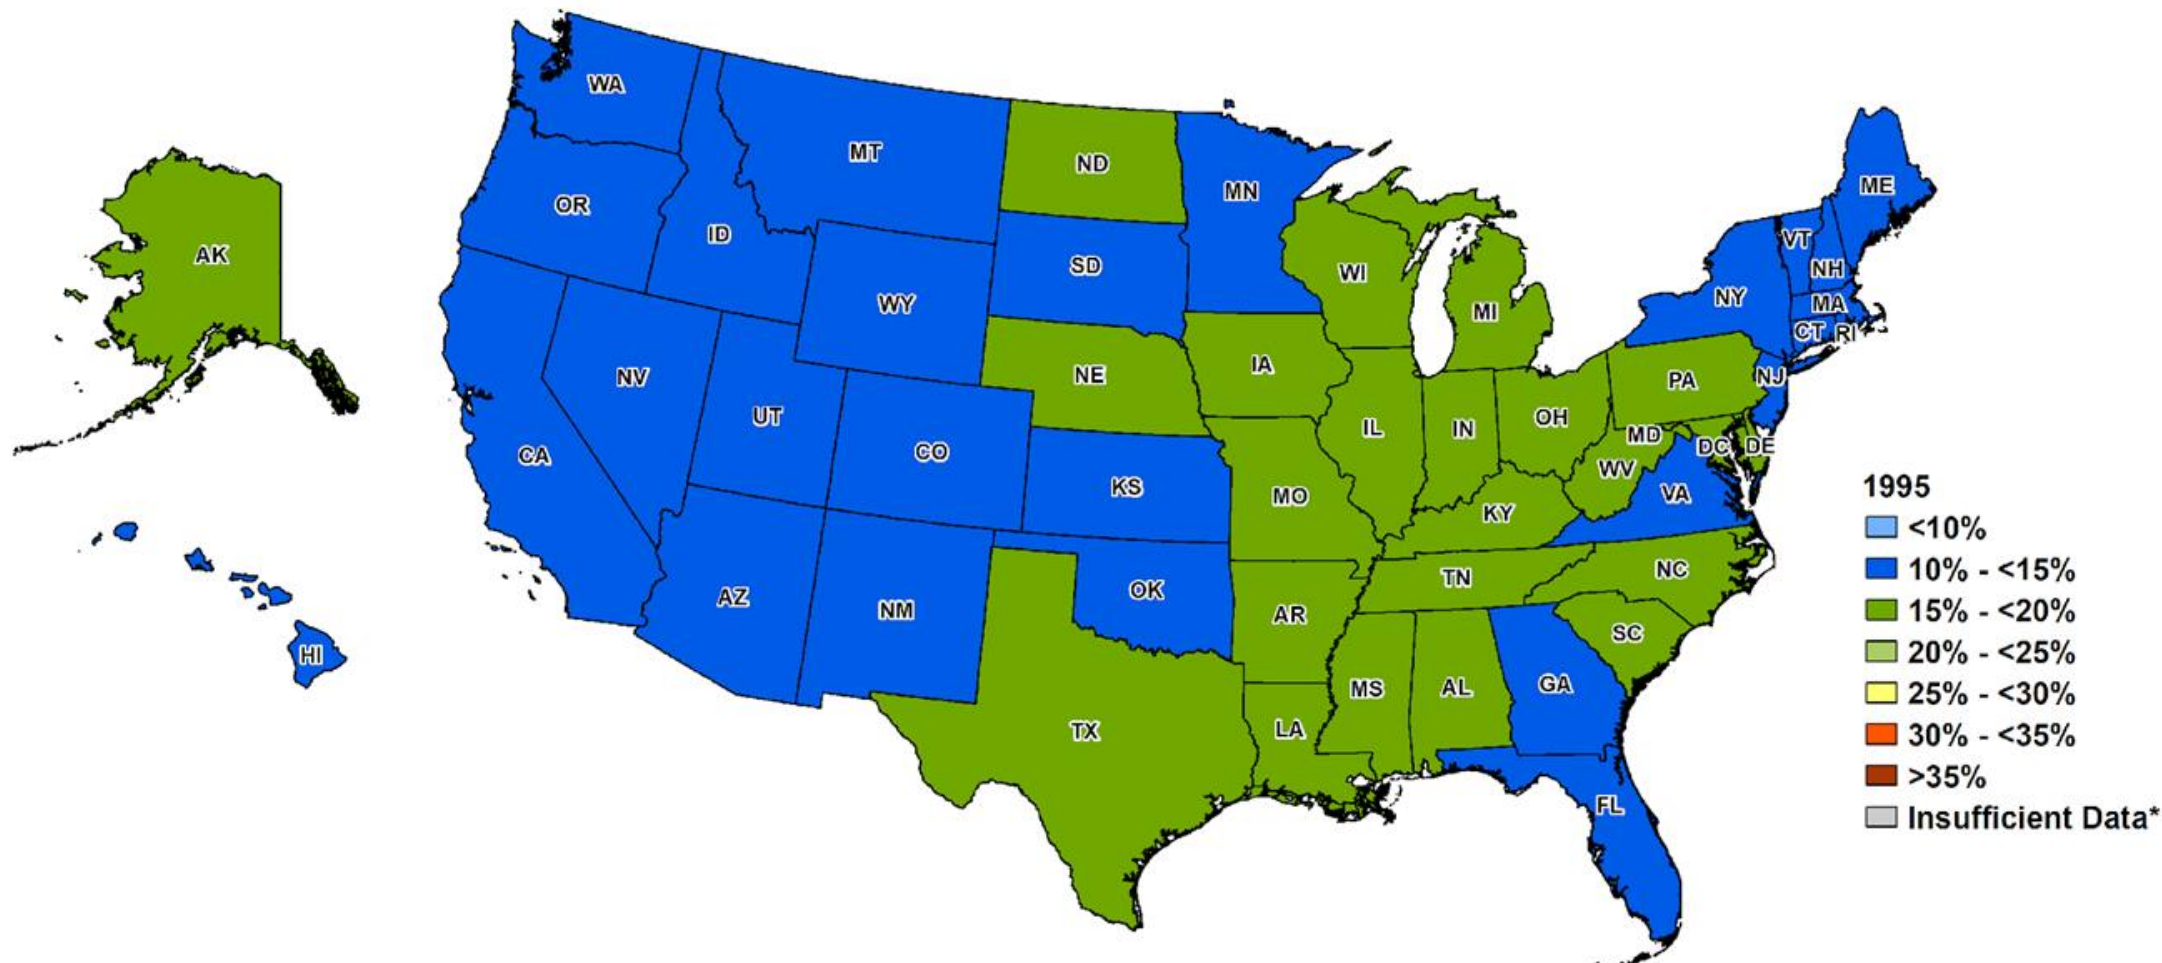 WA
MT
ND
MN
ME
OR
ID
SD
WI
MI
VT
NH
NY
MA
CT
RI
AK
WY
NV
UT
NE
IA
PA
NJ
CA
CO
KS
IL
IN
OH
MD
DC
DE
WV
VA
MO
KY
AZ
NM
OK
AR
TN
NC
SC
HI
TX
LA
MS
AL
GA
FL
1995
<10%
10% - <15%
15% - <20%
20% - <25%
25% - <30%
30% - <35%
>35%
Insufficient Data*